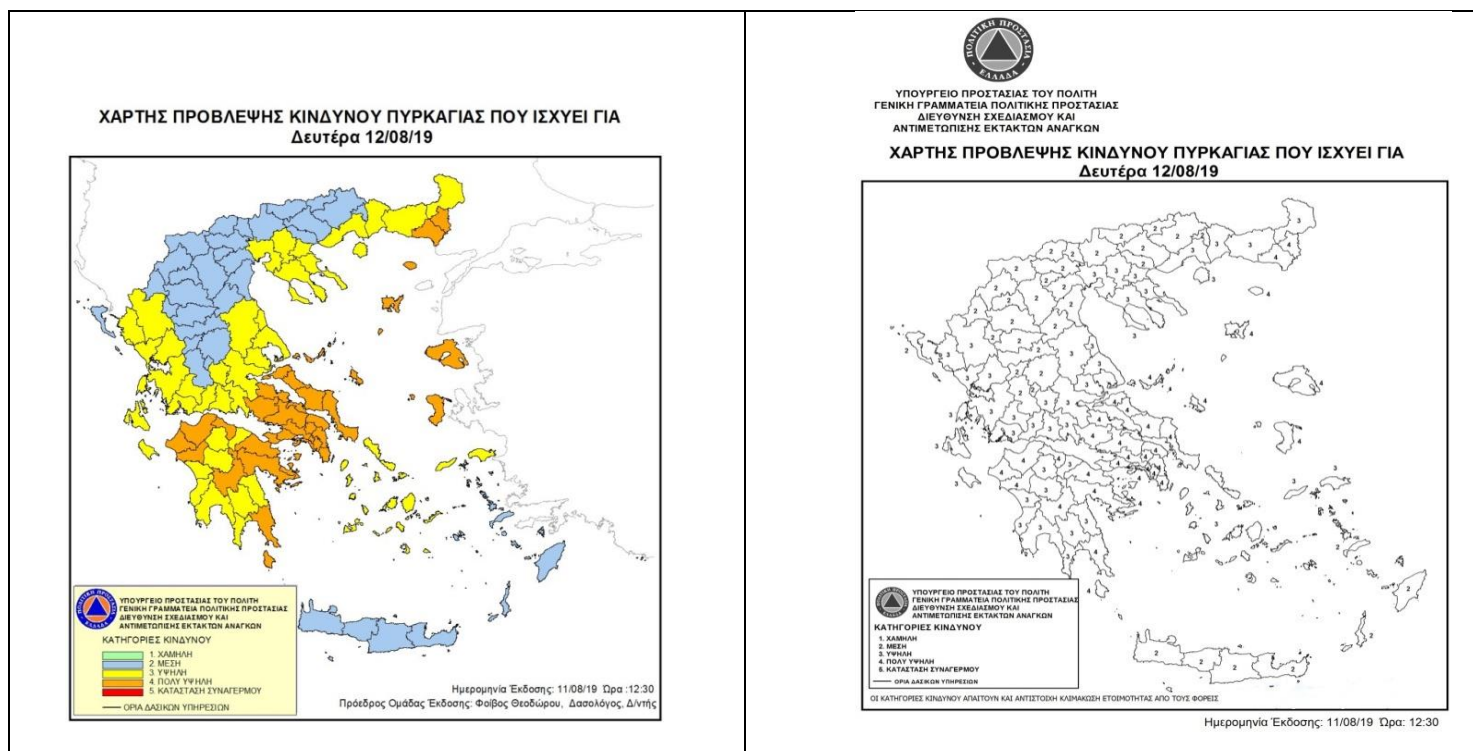 ΧΑΡΤΗΣ ΠΡΟΒΛΕΨΗΣ ΚΙΝΔΥΝΟΥ ΠΥΡΚΑΓΙΑΣ ΠΟΥ ΙΣΧΥΕΙ ΓΙΑ
Δευτέρα 12/08/19
ΠΟΛΙΤΙΚΗ ΠΡΟΣΤΑΣΙΑ
ΕΛΛΑΔΑ
ΥΠΟΥΡΓΕΙΟ ΠΡΟΣΤΑΣΙΑΣ ΤΟΥ ΠΟΛΙΤΗ
ΓΕΝΙΚΗ ΓΡΑΜΜΑΤΕΙΑ ΠΟΛΙΤΙΚΗΣ ΠΡΟΣΤΑΣΙΑΣ
ΔΙΕΥΘΥΝΣΗ ΣΧΕΔΙΑΣΜΟΥ ΚΑΙ
ΑΝΤΙΜΕΤΩΠΙΣΗΣ ΕΚΤΑΚΤΩΝ ΑΝΑΓΚΩΝ
ΚΑΤΗΓΟΡΙΕΣ ΚΙΝΔΥΝΟΥ
1. ΧΑΜΗΛΗ
2. ΜΕΣΗ
3. ΥΨΗΛΗ
4. ΠΟΛΥ ΥΨΗΛΗ
5. ΚΑΤΑΣΤΑΣΗ ΣΥΝΑΓΕΡΜΟΥ
ΟΡΙΑ ΔΑΣΙΚΩΝ ΥΠΗΡΕΣΙΩΝ
Ημερομηνία Έκδοσης: 11/08/19 Ώρα :12:30
Πρόεδρος Ομάδας Έκδοσης: Φοίβος Θεοδώρου, Δασολόγος, Δ/ντής
ΠΟΛΙΤΙΚΗ ΠΡΟΣΤΑΣΙΑ
ΕΛΛΑΔΑ
ΥΠΟΥΡΓΕΙΟ ΠΡΟΣΤΑΣΙΑΣ ΤΟΥ ΠΟΛΙΤΗ
ΓΕΝΙΚΗ ΓΡΑΜΜΑΤΕΙΑ ΠΟΛΙΤΙΚΗΣ ΠΡΟΣΤΑΣΙΑΣ
ΔΙΕΥΘΥΝΣΗ ΣΧΕΔΙΑΣΜΟΥ ΚΑΙ
ΑΝΤΙΜΕΤΩΠΙΣΗΣ ΕΚΤΑΚΤΩΝ ΑΝΑΓΚΩΝ
ΧΑΡΤΗΣ ΠΡΟΒΛΕΨΗΣ ΚΙΝΔΥΝΟΥ ΠΥΡΚΑΓΙΑΣ ΠΟΥ ΙΣΧΥΕΙ ΓΙΑ
Δευτέρα 12/08/19
ΥΠΟΥΡΓΕΙΟ ΠΡΟΣΤΑΣΙΑΣ ΤΟΥ ΠΟΛΙΤΗ
ΓΕΝΙΚΗ ΓΡΑΜΜΑΤΕΙΑ ΠΟΛΙΤΙΚΗΣ ΠΡΟΣΤΑΣΙΑΣ
ΔΙΕΥΘΥΝΣΗ ΣΧΕΔΙΑΣΜΟΥ ΚΑΙ
ΑΝΤΙΜΕΤΩΠΙΣΗΣ ΕΚΤΑΚΤΩΝ ΑΝΑΓΚΩΝ
ΚΑΤΗΓΟΡΙΕΣ ΚΙΝΔΥΝΟΥ
1. ΧΑΜΗΛΗ
2. ΜΕΣΗ
3. ΥΨΗΛΗ
4. ΠΟΛΥ ΥΨΗΛΗ
5. ΚΑΤΑΣΤΑΣΗ ΣΥΝΑΓΕΡΜΟΥ
ΟΡΙΑ ΔΑΣΙΚΩΝ ΥΠΗΡΕΣΙΩΝ
ΟΙ ΚΑΤΗΓΟΡΙΕΣ ΚΙΝΔΥΝΟΥ ΑΠΑΙΤΟΥΝ ΚΑΙ ΑΝΤΙΣΤΟΙΧΗ ΚΛΙΜΑΚΩΣΗ ΕΤΟΙΜΟΤΗΤΑΣ ΑΠΟ ΤΟΥΣ ΦΟΡΕΙΣ
Ημερομηνία Έκδοσης: 11/08/19 Ώρα: 12:30